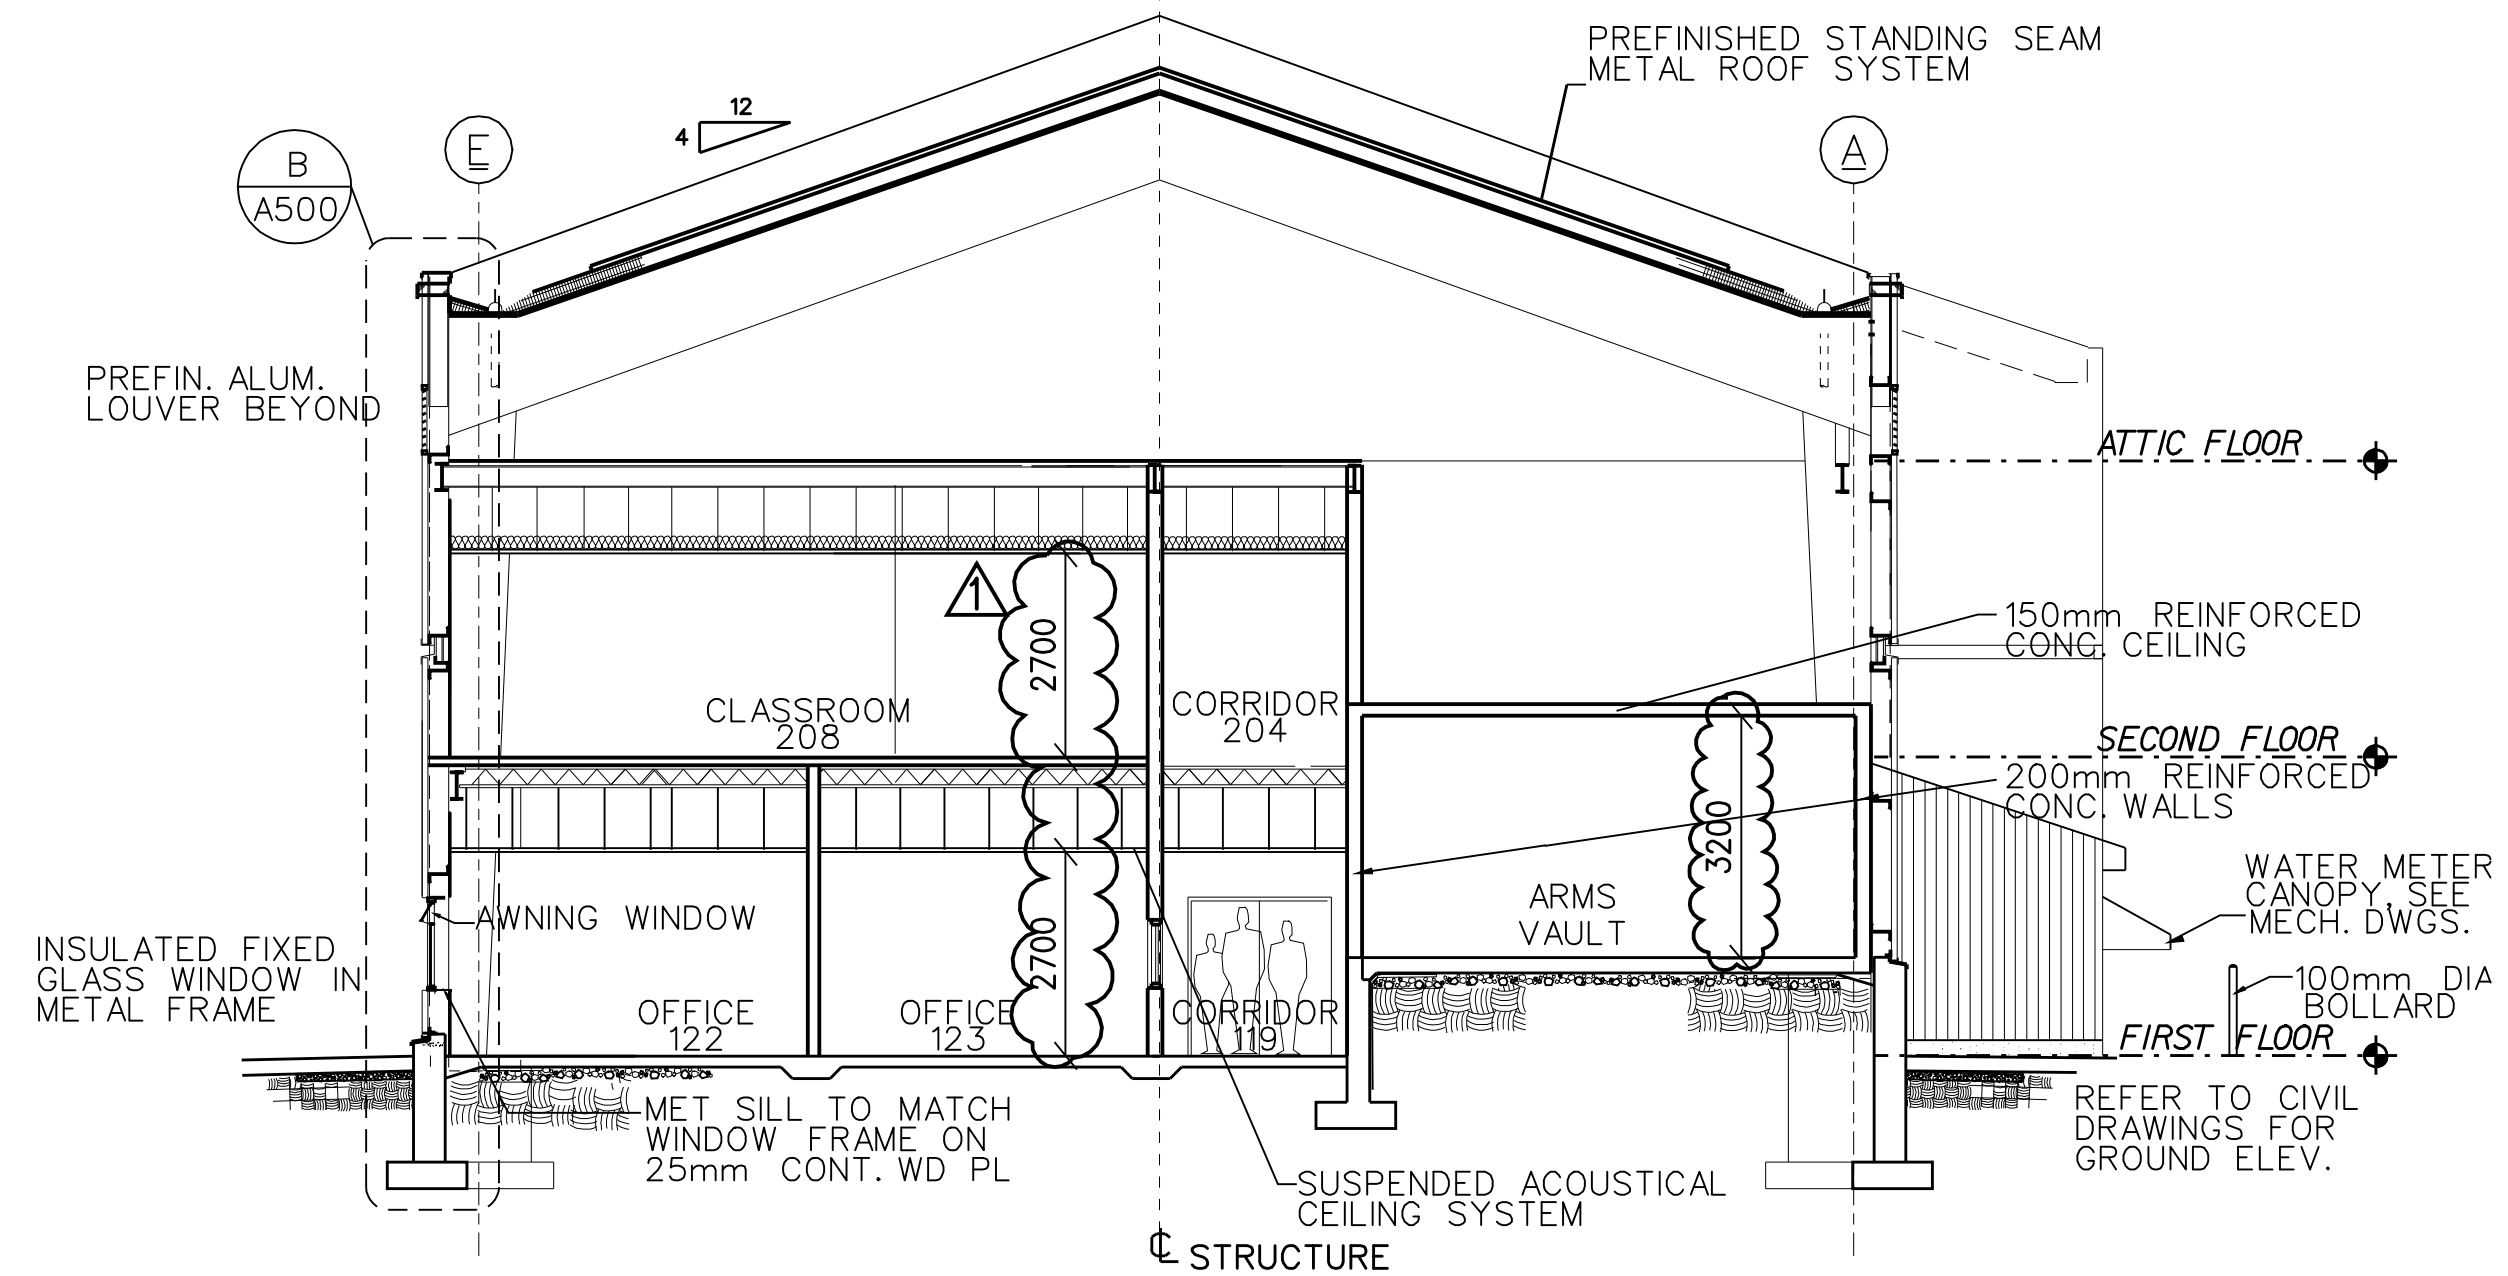 PREFINISHED STANDING SEAM
METAL ROOF SYSTEM
12
4
B
A500
E
A
PREFIN. ALUM.
LOUVER BEYOND
ATTIC FLOOR
1
2700
150mm REINFORCED
CONC. CEILING
CLASSROOM
208
CORRIDOR
204
SECOND FLOOR
200mm REINFORCED
CONC. WALLS
3200
WATER METER
CANOPY, SEE
MECH. DWGS.
ARMS
VAULT
AWNING WINDOW
INSULATED FIXED
GLASS WINDOW IN
METAL FRAME
2700
100mm DIA
BOLLARD
OFFICE
122
OFFICE
123
CORRIDOR
119
FIRST FLOOR
MET SILL TO MATCH
WINDOW FRAME ON
25mm CONT. WD PL
REFER TO CIVIL
DRAWINGS FOR
GROUND ELEV.
SUSPENDED ACOUSTICAL
CEILING SYSTEM
℄ STRUCTURE